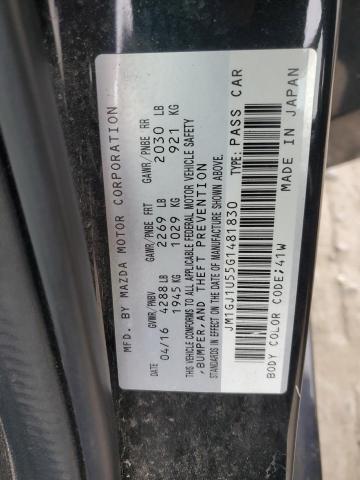 MFD. BY MAZDA MOTOR CORPORATION
DATE GVWR/PNBV GAWR/PNBE FRT GAWR/PNBE RR
04/16 4288 LB 2269 LB 2030 LB
1945 KG 1029 KG 921 KG
THIS VEHICLE CONFORMS TO ALL APPLICABLE FEDERAL MOTOR VEHICLE SAFETY
, BUMPER, AND THEFT PREVENTION
STANDARDS IN EFFECT ON THE DATE OF MANUFACTURE SHOWN ABOVE.
JM1GJ1U55G1481830 TYPE: PASS CAR
BODY COLOR CODE;41W MADE IN JAPAN